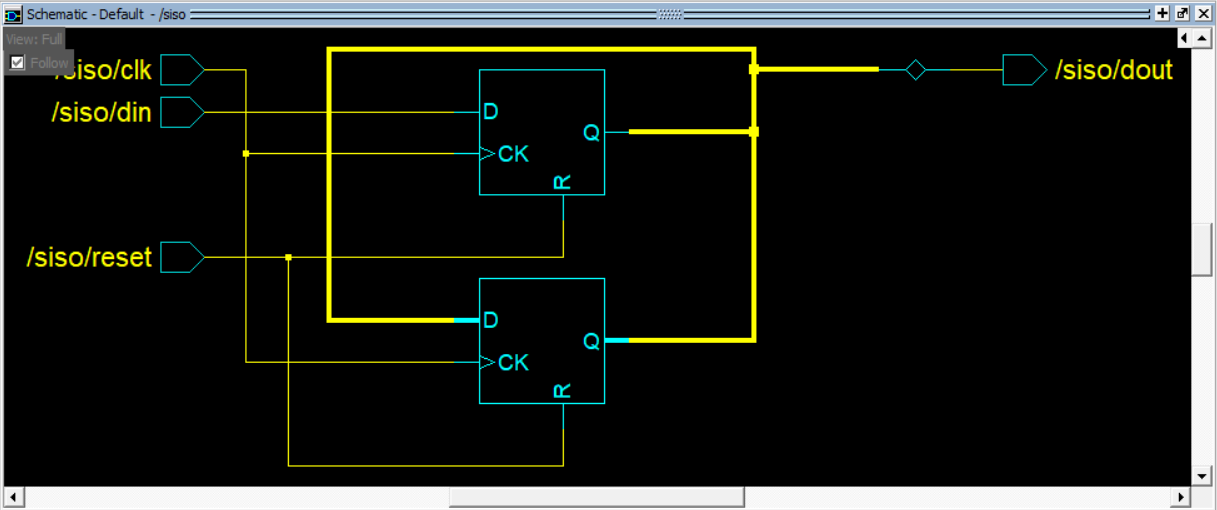 Schematic - Default - /siso
View: Full
Follow
/siso/clk
/siso/din
D
Q
CK
R
/siso/dout
/siso/reset
D
Q
CK
R